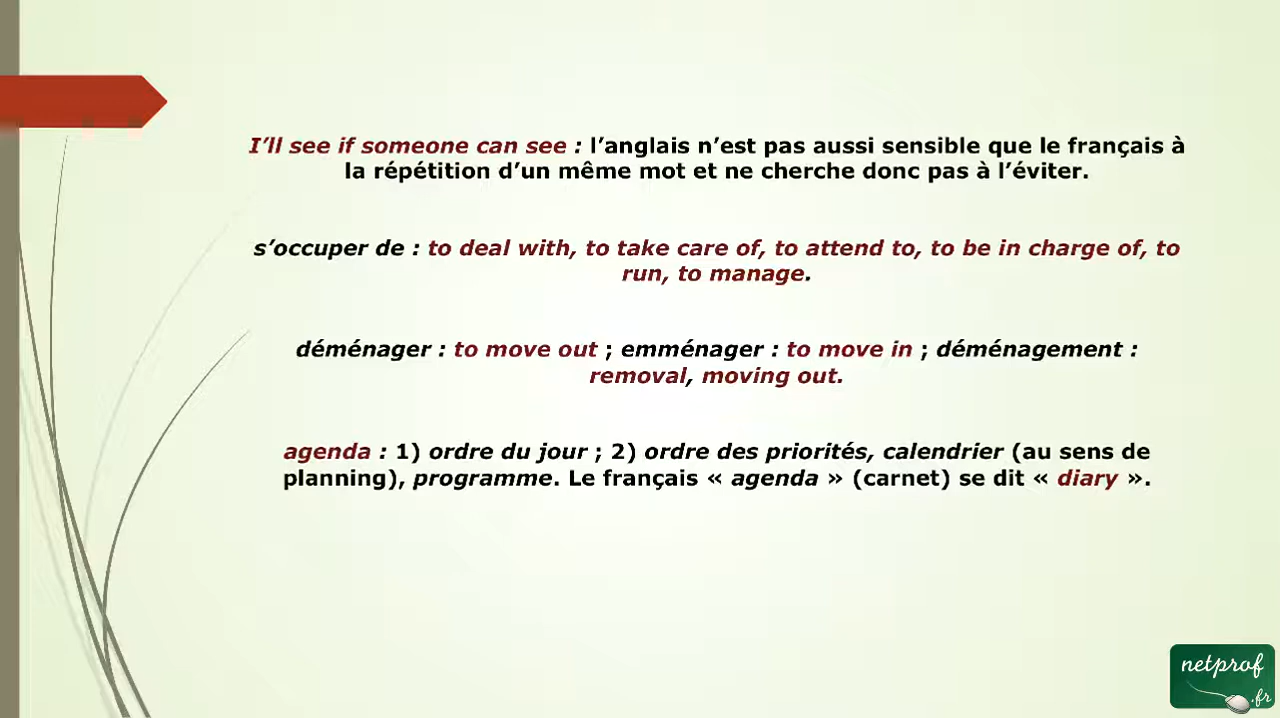 I’ll see if someone can see : l’anglais n’est pas aussi sensible que le français à
la répétition d’un même mot et ne cherche donc pas à l’éviter.
s’occuper de : to deal with, to take care of, to attend to, to be in charge of, to
run, to manage.
déménager : to move out ; emménager : to move in ; déménagement :
removal, moving out.
agenda : 1) ordre du jour ; 2) ordre des priorités, calendrier (au sens de
planning), programme. Le français « agenda » (carnet) se dit « diary ».
netprof
.fr